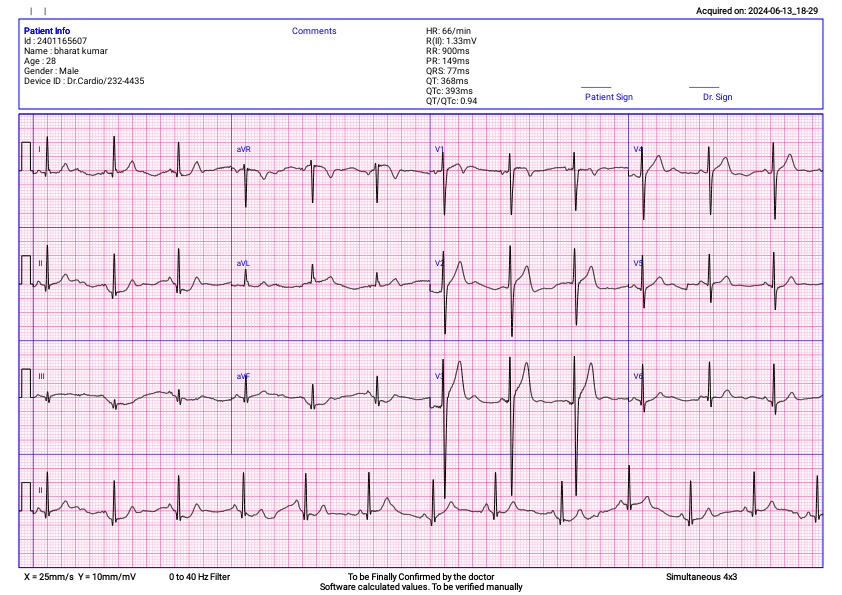 Acquired on: 2024-06-13_18-29
Patient Info
Id : 2401165607
Name : bharat kumar
Age : 28
Gender : Male
Device ID : Dr.Cardio/232-4435
Comments
HR: 66/min
R(II): 1.33mV
RR: 900ms
PR: 149ms
QRS: 77ms
QT: 368ms
QTc: 393ms
QT/QTc: 0.94
Patient Sign
Dr. Sign
I
aVR
V1
V4
II
aVL
V2
V5
III
aVF
V3
V6
II
X = 25mm/s Y = 10mm/mV
0 to 40 Hz Filter
To be Finally Confirmed by the doctor
Software calculated values. To be verified manually
Simultaneous 4x3